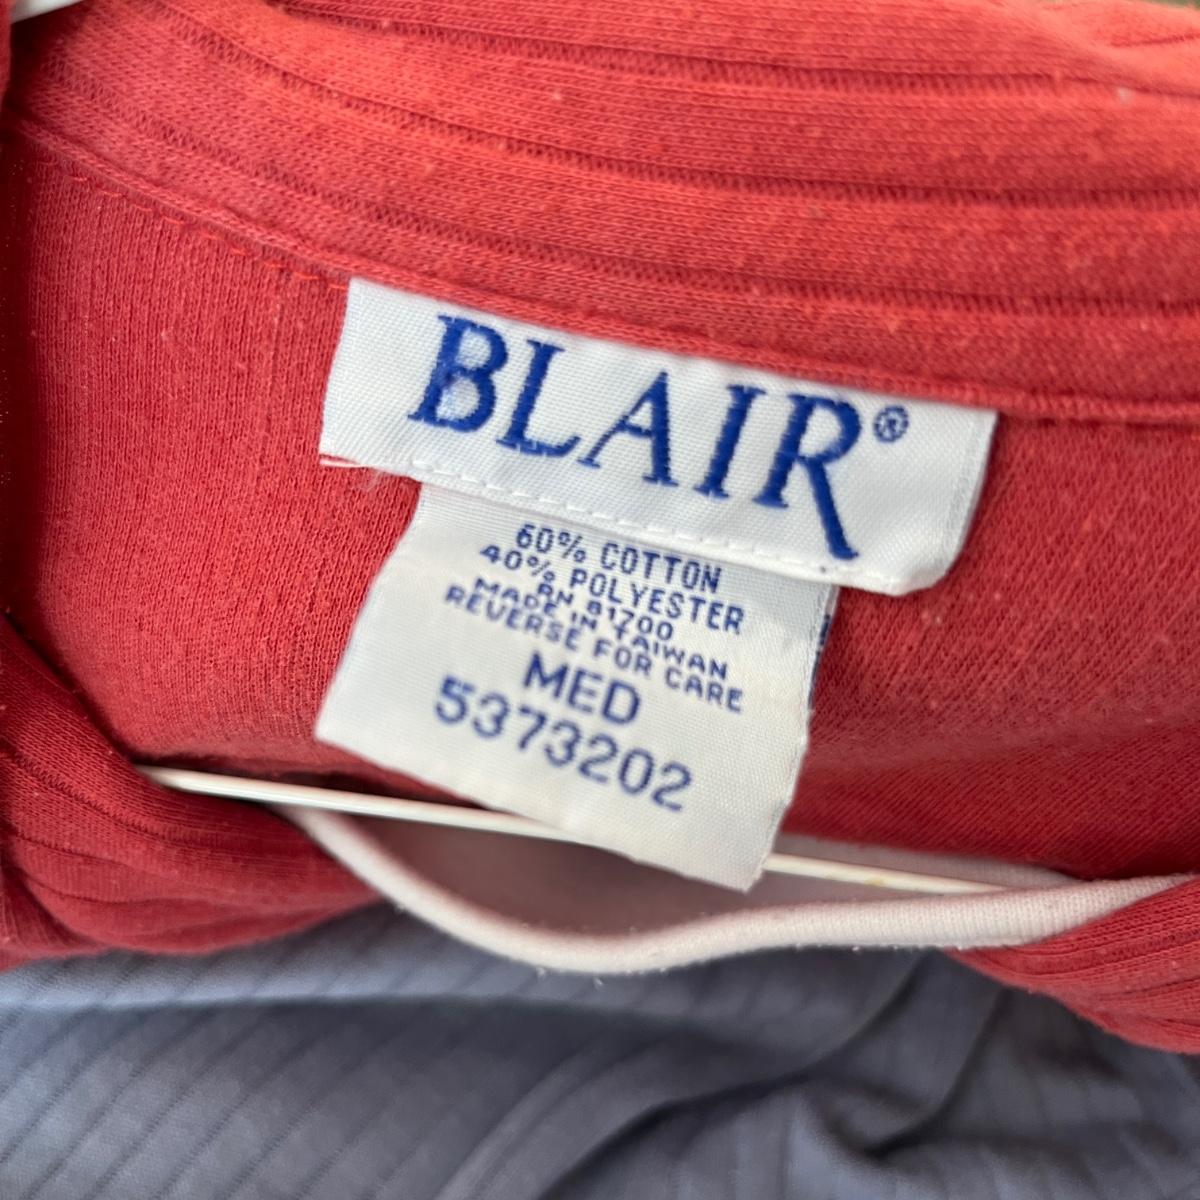 BLAIR®
60% COTTON
40% POLYESTER
RN 81700
MADE IN TAIWAN
REVERSE FOR CARE
MED
5373202